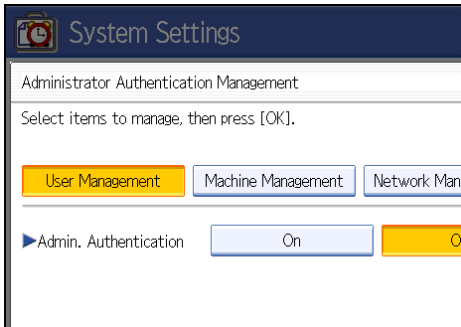 System Settings
Administrator Authentication Management
Select items to manage, then press [OK].
User Management Machine Management Network
Admin. Authentication On